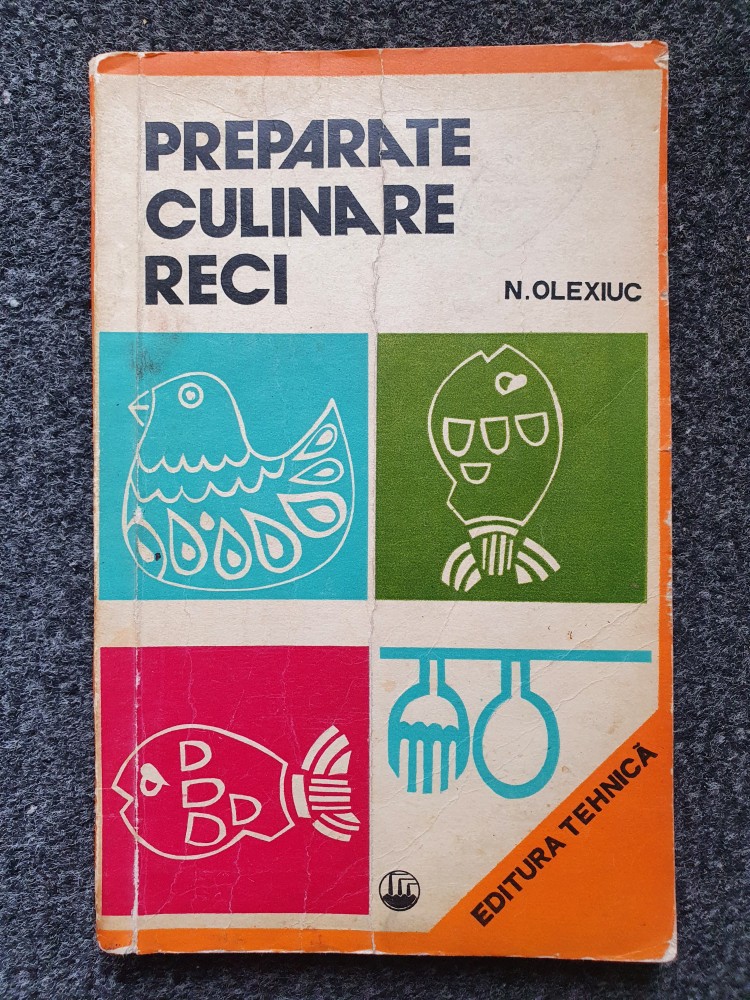 PREPARATE
CULINARE
RECI
N.OLEXIUC
EDITURA TEHNICĂ